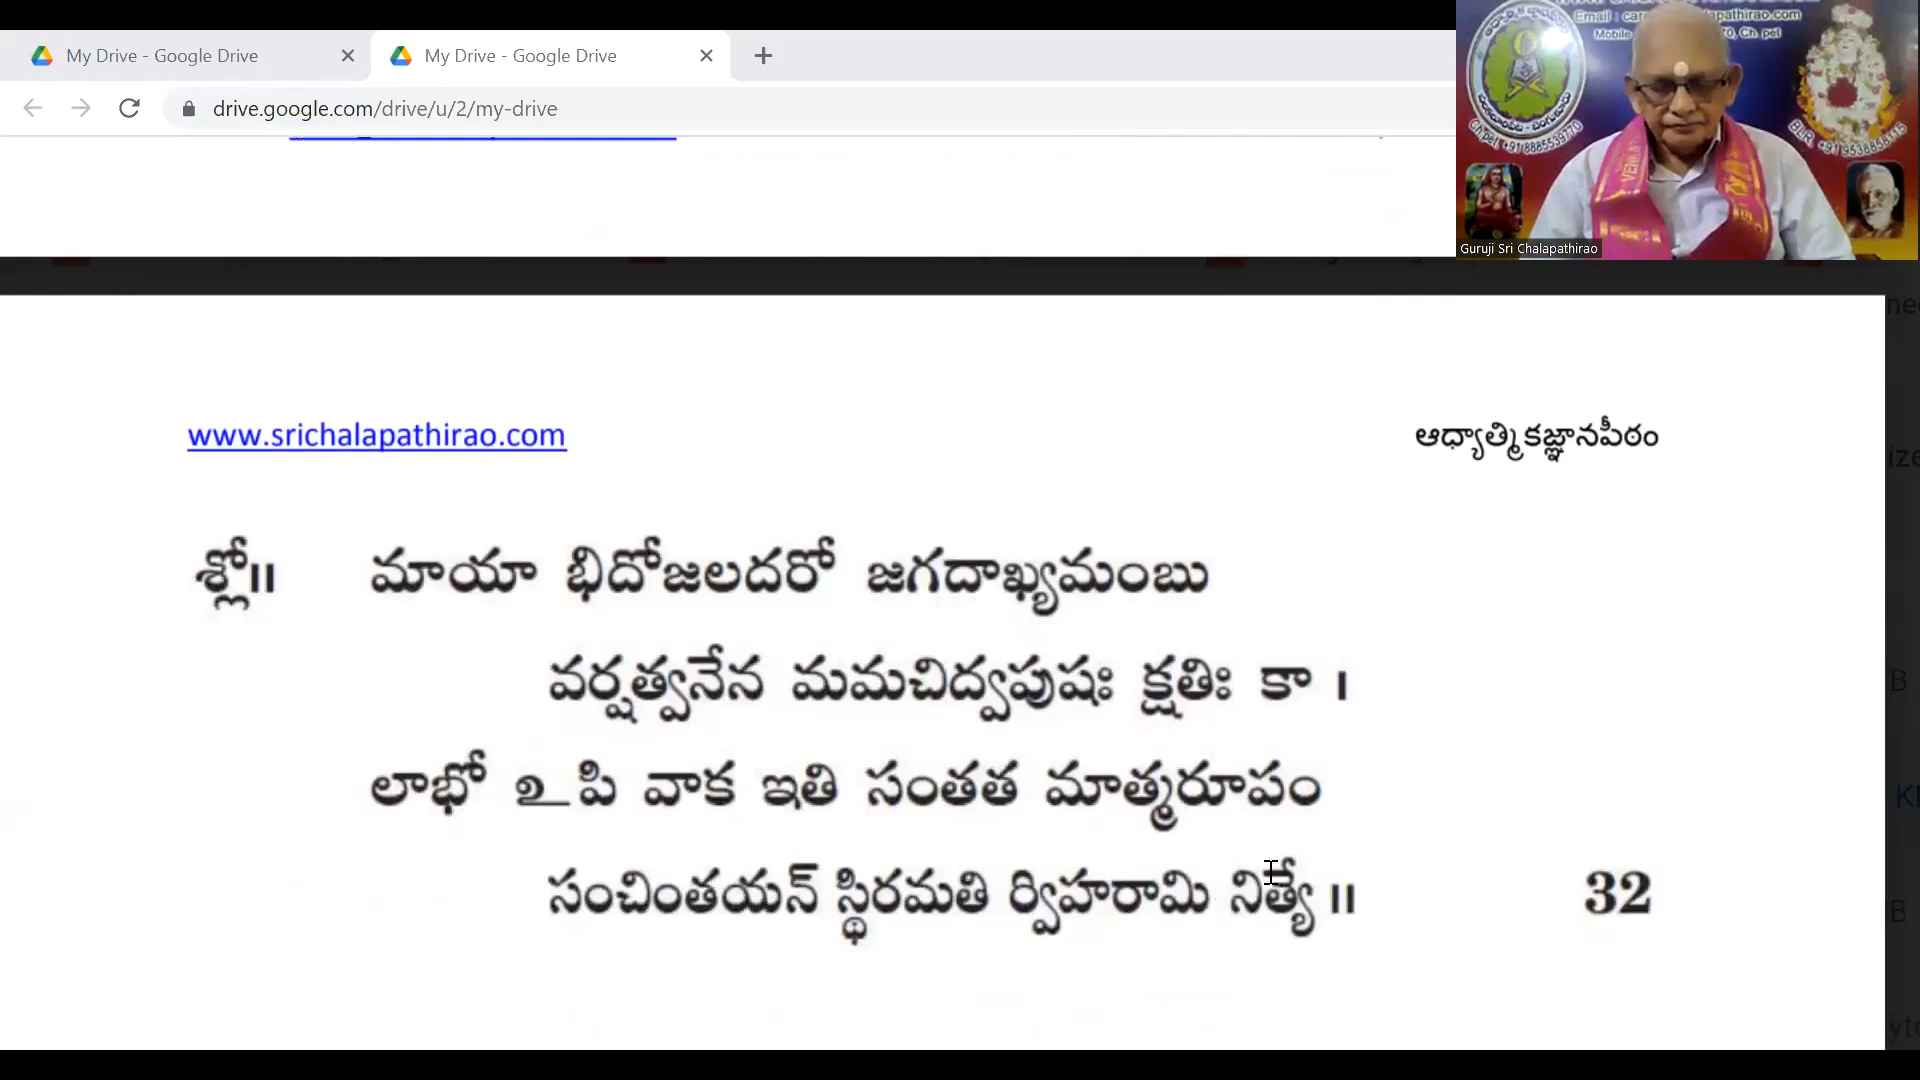 My Drive - Google Drive
My Drive - Google Drive
drive.google.com/drive/u/2/my-drive
Guruji Sri Chalapathirao
www.srichalapathirao.com
ఆధ్యాత్మికజ్ఞానపీఠం
శ్లో॥ మాయా భిదోజలదరో జగదాఖ్యమంబు
వర్షత్వనేన మమచిద్వపుషః క్షతిః కా ।
లాభో ఽ పి వాక ఇతి సంతత మాత్మరూపం
సంచింతయన్ స్థిరమతి ర్విహరామి నిత్యే ॥ 32